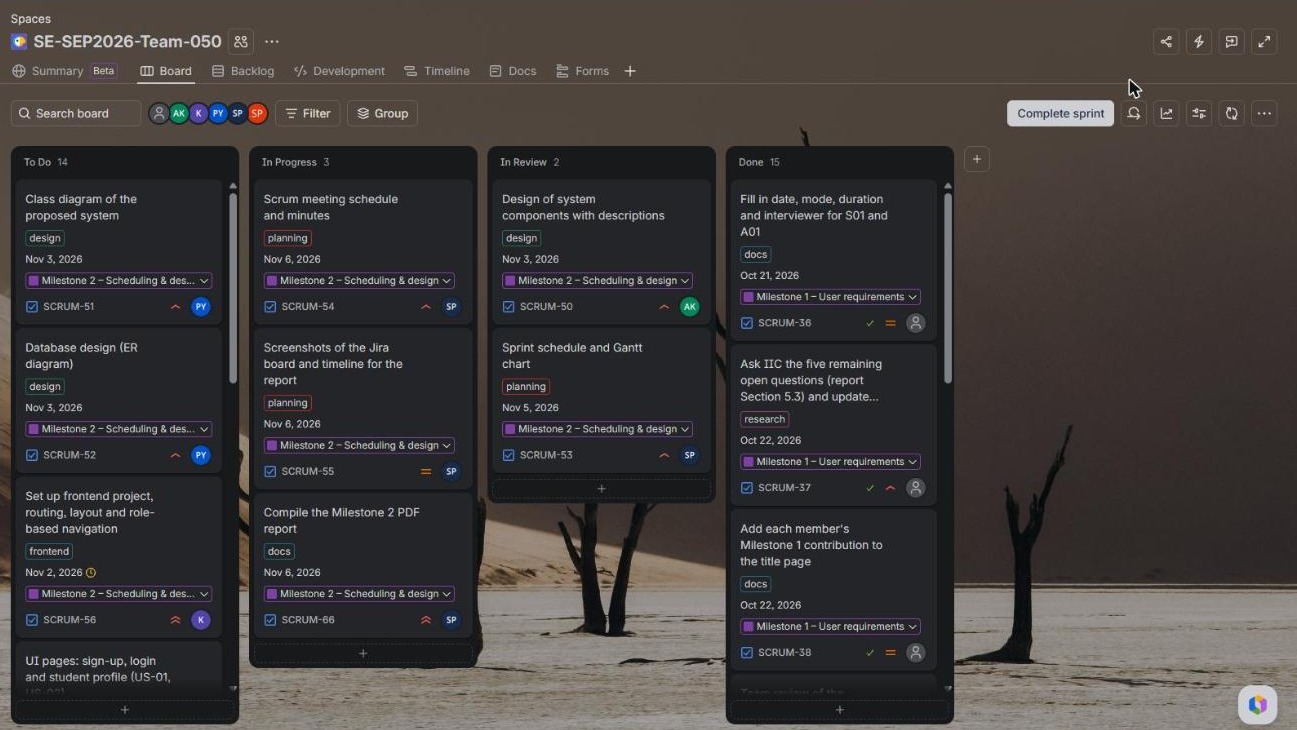 Spaces
SE-SEP2026-Team-050
Summary Beta Board Backlog Development Timeline Docs Forms
Search board AK K PY SP SP Filter Group Complete sprint
To Do 14
Class diagram of the
proposed system
design
Nov 3, 2026
Milestone 2 – Scheduling & des...
SCRUM-51 PY
Database design (ER
diagram)
design
Nov 3, 2026
Milestone 2 – Scheduling & des...
SCRUM-52 PY
Set up frontend project,
routing, layout and role-
based navigation
frontend
Nov 2, 2026
Milestone 2 – Scheduling & des...
SCRUM-56 K
UI pages: sign-up, login
and student profile (US-01,
In Progress 3
Scrum meeting schedule
and minutes
planning
Nov 6, 2026
Milestone 2 – Scheduling & design
SCRUM-54 SP
Screenshots of the Jira
board and timeline for the
report
planning
Nov 6, 2026
Milestone 2 – Scheduling & design
SCRUM-55 SP
Compile the Milestone 2 PDF
report
docs
Nov 6, 2026
Milestone 2 – Scheduling & design
SCRUM-66 SP
In Review 2
Design of system
components with descriptions
design
Nov 3, 2026
Milestone 2 – Scheduling & design
SCRUM-50 AK
Sprint schedule and Gantt
chart
planning
Nov 5, 2026
Milestone 2 – Scheduling & design
SCRUM-53 SP
Done 15
Fill in date, mode, duration
and interviewer for S01 and
A01
docs
Oct 21, 2026
Milestone 1 – User requirements
SCRUM-36
Ask IIC the five remaining
open questions (report
Section 5.3) and update...
research
Oct 22, 2026
Milestone 1 – User requirements
SCRUM-37
Add each member's
Milestone 1 contribution to
the title page
docs
Oct 22, 2026
Milestone 1 – User requirements
SCRUM-38
Team review of the